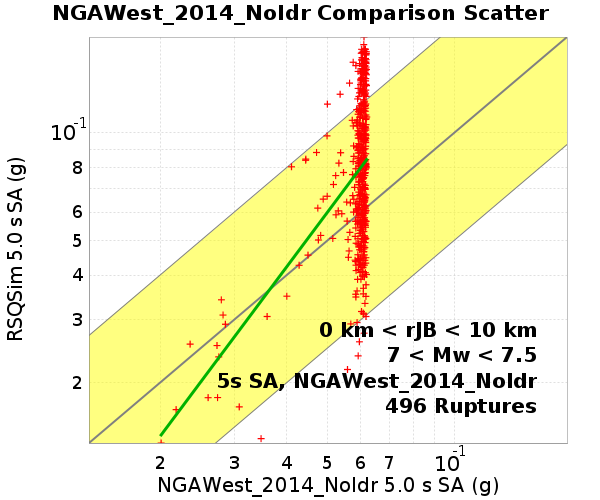 NGAWest_2014_NoIdr Comparison Scatter
RSQSim 5.0 s SA (g)
10-1
8
6
5
4
3
2
0 km < rJB < 10 km
7 < Mw < 7.5
5s SA, NGAWest_2014_NoIdr
496 Ruptures
2 3 4 5 6 7 10-1
NGAWest_2014_NoIdr 5.0 s SA (g)